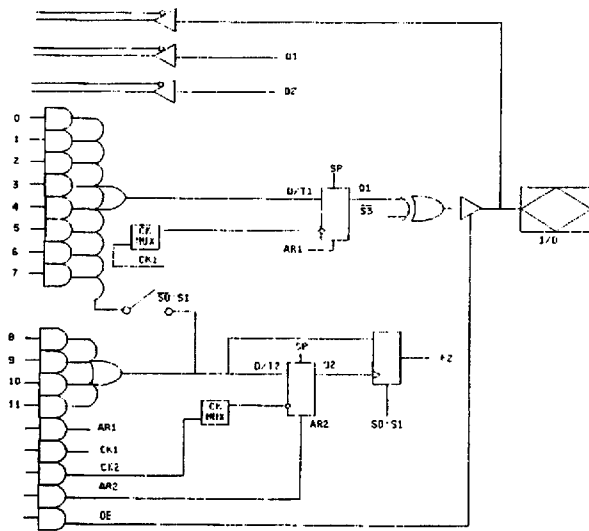 Q1
Q2
0
1
2
3
4
5
6
7
SP
D/T1
Q1
S3
CK
MUX
CK1
AR1
I/O
S0 S1
8
9
10
11
SP
D/T2
Q2
CK
MUX
AR2
S0·S1
AR1
CK1
CK2
AR2
OE